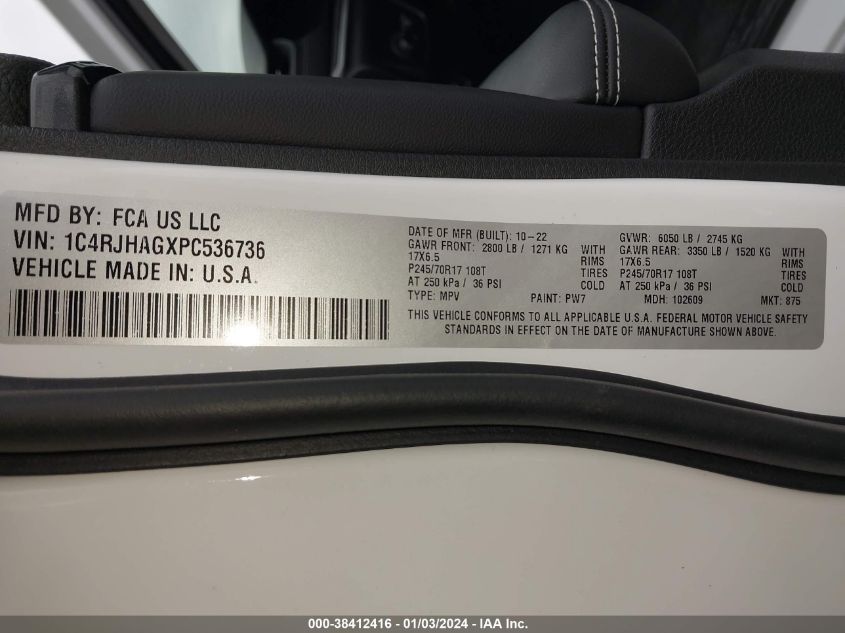 MFD BY: FCA US LLC
VIN: 1C4RJHAGXPC536736
VEHICLE MADE IN: U.S.A.
DATE OF MFR (BUILT): 10-22 GVWR: 6050 LB / 2745 KG
GAWR FRONT: 2800 LB / 1271 KG WITH GAWR REAR: 3350 LB / 1520 KG WITH
17X6.5 RIMS 17X6.5 RIMS
P245/70R17 108T TIRES P245/70R17 108T TIRES
AT 250 kPa / 36 PSI COLD AT 250 kPa / 36 PSI COLD
TYPE: MPV PAINT: PW7 MDH: 102609 MKT: 875
THIS VEHICLE CONFORMS TO ALL APPLICABLE U.S.A. FEDERAL MOTOR VEHICLE SAFETY
STANDARDS IN EFFECT ON THE DATE OF MANUFACTURE SHOWN ABOVE.
000-38412416 - 01/03/2024 - IAA Inc.